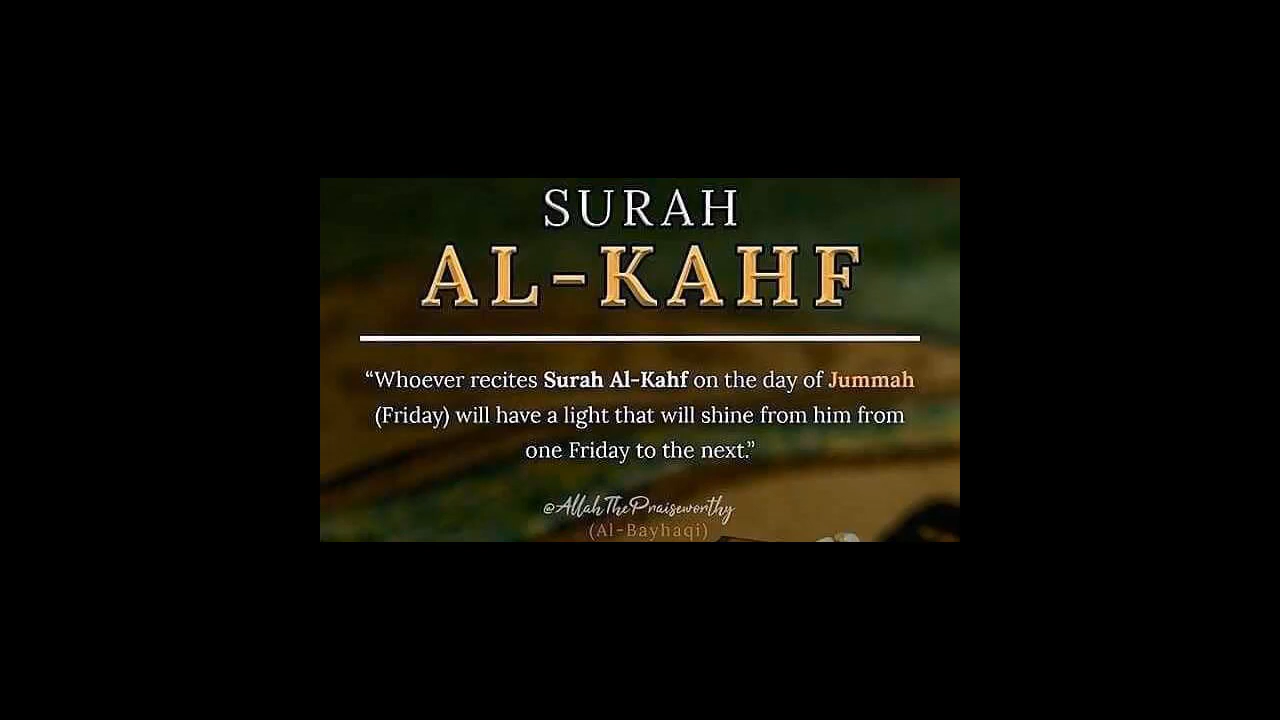 SURAH
AL-KAHF
“Whoever recites Surah Al-Kahf on the day of Jummah
(Friday) will have a light that will shine from him from
one Friday to the next.”
@AllahThePraiseworthy
(Al-Bayhaqi)